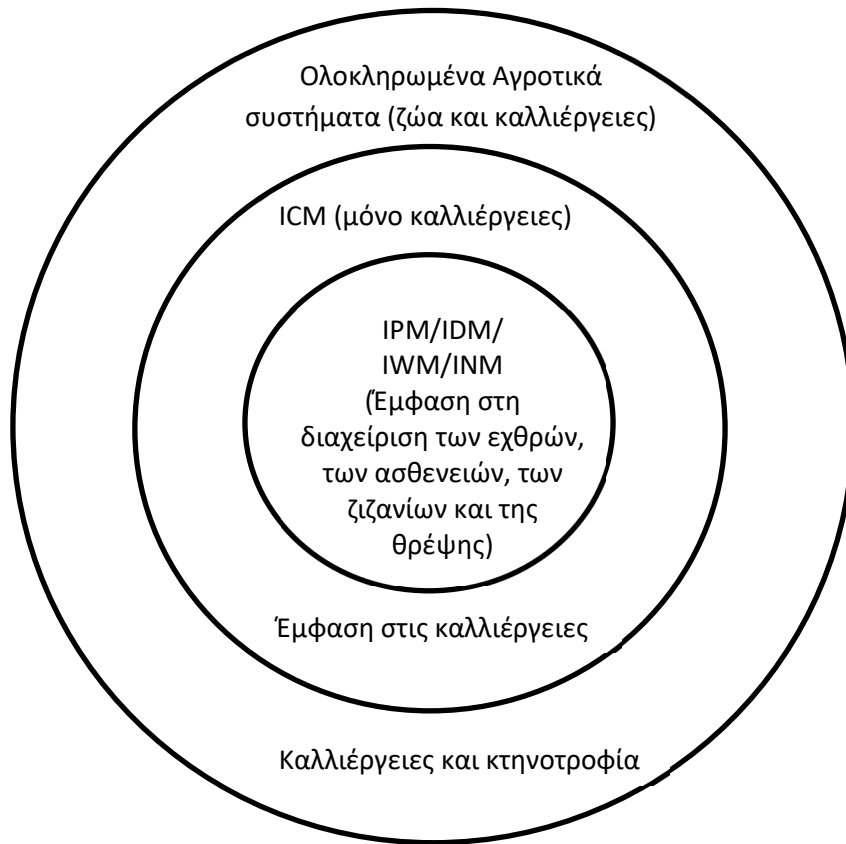 Ολοκληρωμένα Αγροτικά
συστήματα (ζώα και καλλιέργειες)
ICM (μόνο καλλιέργειες)
IPM/IDM/
IWM/INM
(Έμφαση στη
διαχείριση των εχθρών,
των ασθενειών, των
ζιζανίων και της
θρέψης)
Έμφαση στις καλλιέργειες
Καλλιέργειες και κτηνοτροφία